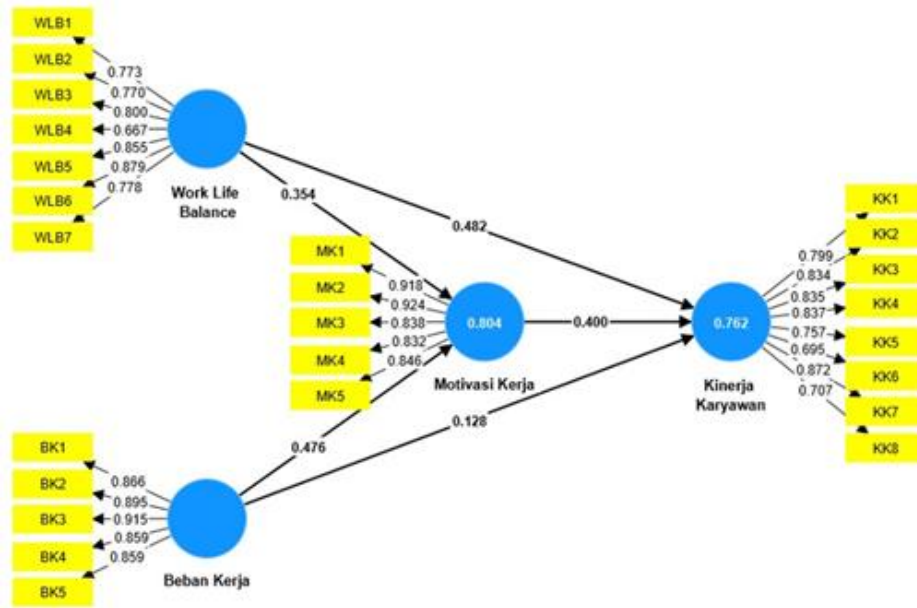 WLB1
WLB2
WLB3
WLB4
WLB5
WLB6
WLB7
0.773
0.770
0.800
0.667
0.855
0.879
0.778
Work Life
Balance
0.354
0.482
MK1
MK2
MK3
MK4
MK5
0.918
0.924
0.838
0.832
0.846
0.804
Motivasi Kerja
0.400
0.762
Kinerja
Karyawan
0.799
0.834
0.835
0.837
0.757
0.695
0.872
0.707
KK1
KK2
KK3
KK4
KK5
KK6
KK7
KK8
0.476
0.128
BK1
BK2
BK3
BK4
BK5
0.866
0.895
0.915
0.859
0.859
Beban Kerja